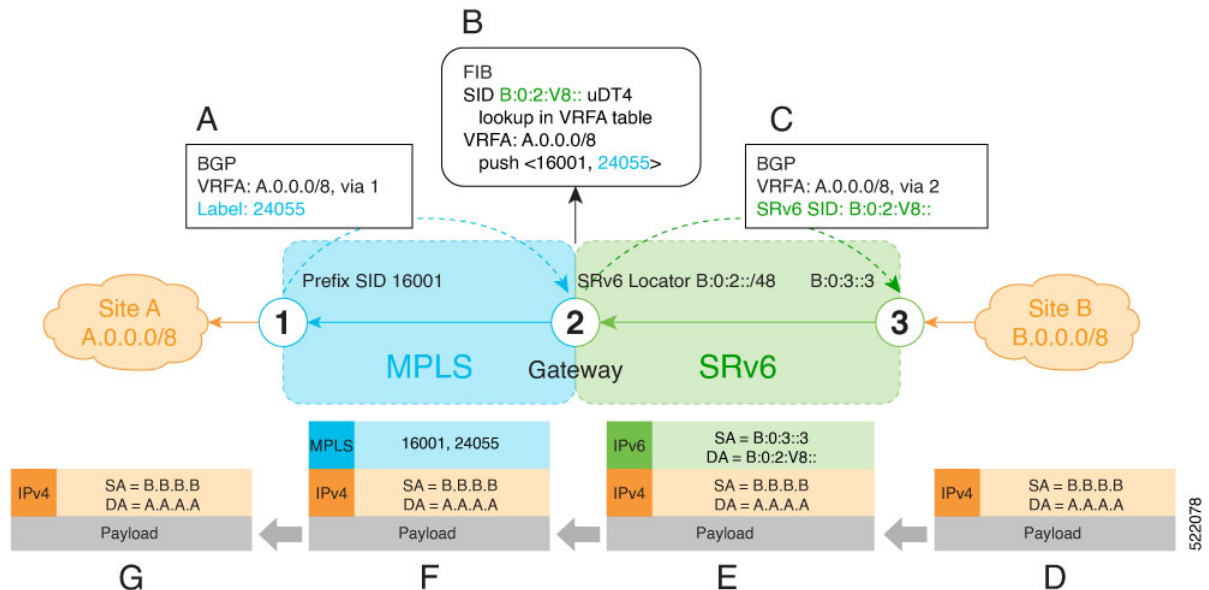 B
FIB
SID B:0:2:V8:: uDT4
lookup in VRFA table
VRFA: A.0.0.0/8
push <16001, 24055>
A
BGP
VRFA: A.0.0.0/8, via 1
Label: 24055
C
BGP
VRFA: A.0.0.0/8, via 2
SRv6 SID: B:0:2:V8::
Prefix SID 16001
SRv6 Locator B:0:2::/48
B:0:3::3
Site A
A.0.0.0/8
1
2
3
Site B
B.0.0.0/8
MPLS
Gateway
SRv6
MPLS
16001, 24055
IPv6
SA = B:0:3::3
DA = B:0:2:V8::
IPv4
SA = B.B.B.B
DA = A.A.A.A
Payload
IPv4
SA = B.B.B.B
DA = A.A.A.A
Payload
IPv4
SA = B.B.B.B
DA = A.A.A.A
Payload
IPv4
SA = B.B.B.B
DA = A.A.A.A
Payload
522078
G
F
E
D